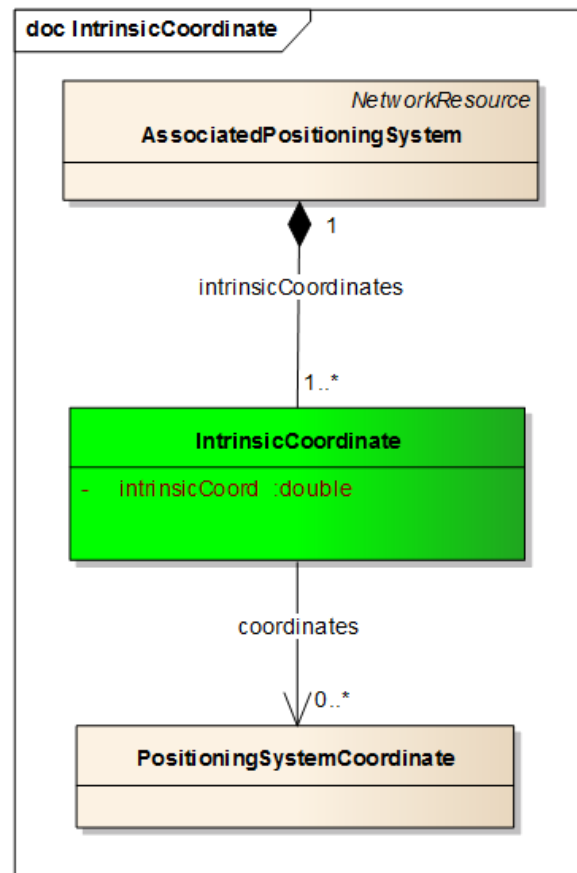 doc IntrinsicCoordinate
NetworkResource
AssociatedPositioningSystem
1
intrinsicCoordinates
1..*
IntrinsicCoordinate
- intrinsicCoord :double
coordinates
0..*
PositioningSystemCoordinate